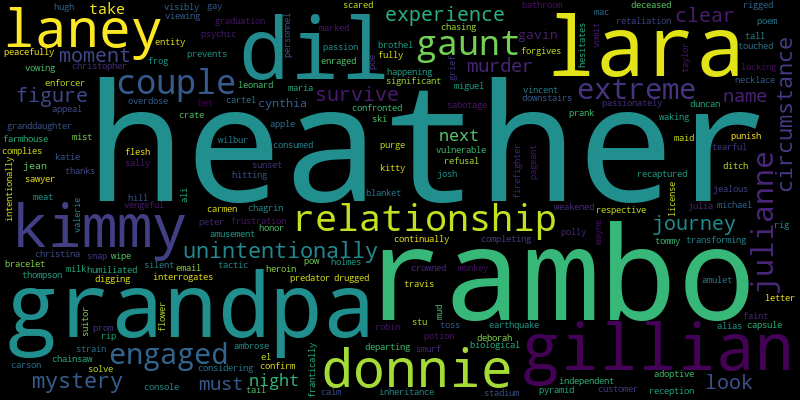 hugh take visibly gay scared personnel marked brothel chasing bathroom mac deceased rigged poem
laney viewing graduation psychic passion experience gavin hesitates retaliation clear tall
dil gaunt lara vomit taylor touched
peacefully entity prevents enraged fully forgives locking
moment christopher happening grief murder necklace
vowing enforcer couple leonard maria significant miguel vincent extreme
figure frog bet cartel cynthia survive confronted sabotage downstairs prank passionately duncan name circumstance
appeal overdose crate apple ski next waking
granddaughter mist wilbur consumed purge vulnerable maid punish
farmhouse katie flesh hitting kitty refusal firefighter pageant tearful
complies thanks sally sunset josh recaptured ditch
intentionally jean sawyer heather blanket jealous
meat vengeful hill ali carmen chagrin weakened respective license julia michael
kimmy valerie peter frustration relationship polly wayne journey julianne
amusement honor continually completing tommy transforming rig
christina snap wipe unintentionally
bracelet milk silent email tactic pow holmes crowned monkey predator amulet
thompson humiliated interrogates heroin drugged travis letter
digging grandpa rambo faint
suitor prom rip flower robin stu mud toss earthquake alias capsule
strain engaged ambrose potion deborah gillian
chainsaw el departing smurf biological
carson solve considering confirm frantically donnie adoptive
mystery console must night tail calm inheritance stadium independent pyramid customer reception look